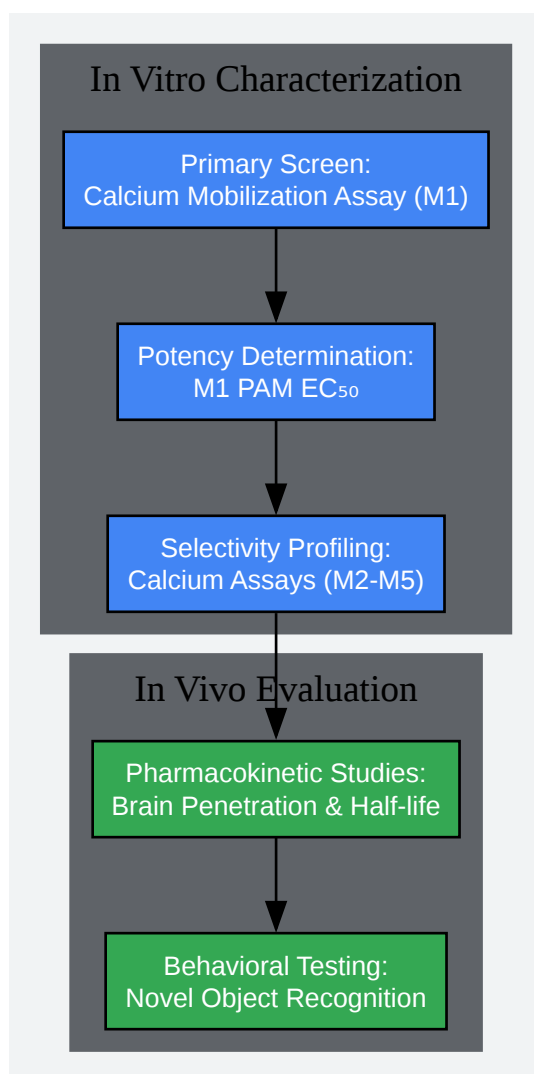 In Vitro Characterization
Primary Screen:
Calcium Mobilization Assay (M1)
Potency Determination:
M1 PAM EC₅₀
Selectivity Profiling:
Calcium Assays (M2-M5)
In Vivo Evaluation
Pharmacokinetic Studies:
Brain Penetration & Half-life
Behavioral Testing:
Novel Object Recognition